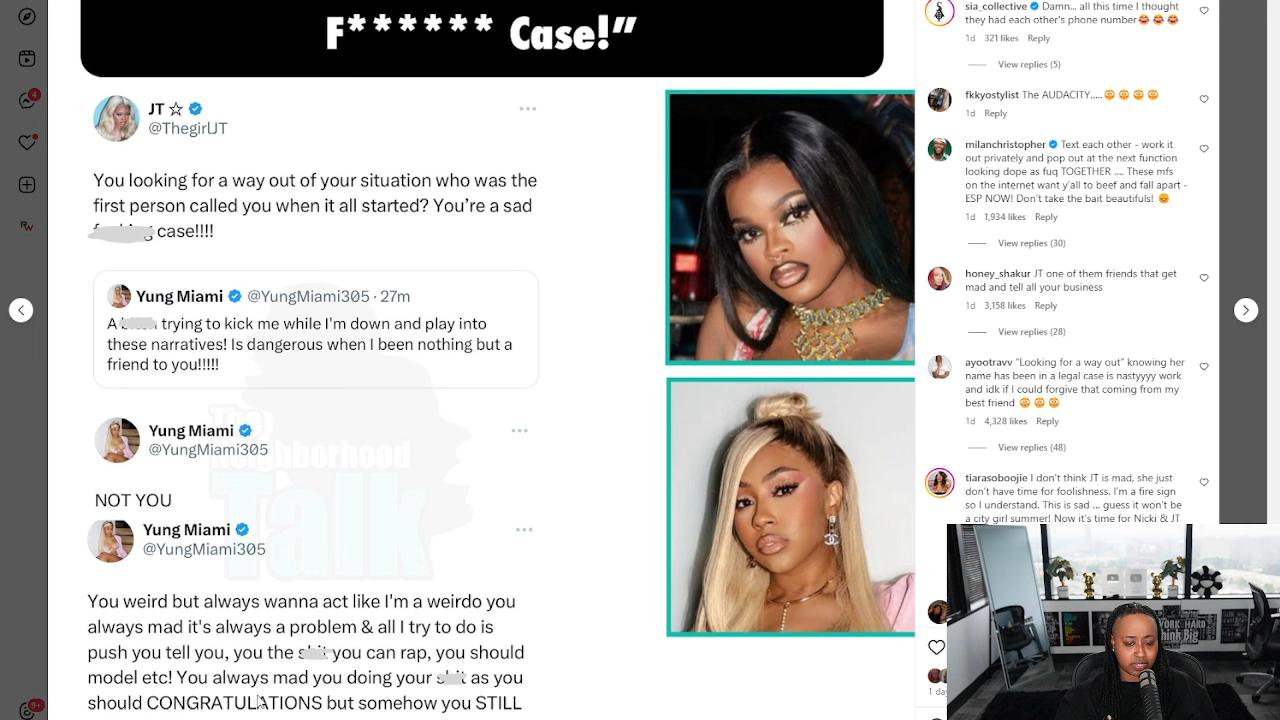 F****** Case!”
JT ☆
@ThegirlJT
You looking for a way out of your situation who was the
first person called you when it all started? You’re a sad
case!!!!
Yung Miami @YungMiami305 · 27m
A trying to kick me while I'm down and play into
these narratives! Is dangerous when I been nothing but a
friend to you!!!!!
Yung Miami
@YungMiami305
NOT YOU
Yung Miami
@YungMiami305
You weird but always wanna act like I'm a weirdo you
always mad it's always a problem & all I try to do is
push you tell you, you the you can rap, you should
model etc! You always mad you doing your as you
should CONGRATULATIONS but somehow you STILL
The
Neighborhood
Talk
4
9+
sia_collective Damn... all this time I thought
they had each other's phone number😂😂😂
1d 321 likes Reply
View replies (5)
fkkyostylist The AUDACITY.....😳😳😳😳
1d Reply
milanchristopher Text each other - work it
out privately and pop out at the next function
looking dope as fuq TOGETHER .... These mfs
on the internet want y'all to beef and fall apart -
ESP NOW! Don't take the bait beautifuls!
1d 1,934 likes Reply
View replies (30)
honey_shakur JT one of them friends that get
mad and tell all your business
1d 3,158 likes Reply
View replies (28)
ayootravv “Looking for a way out” knowing her
name has been in a legal case is nastyyyy work
and idk if I could forgive that coming from my
best friend 😳😳😳
1d 4,328 likes Reply
View replies (48)
tiarasoboojie I don't think JT is mad, she just
don't have time for foolishness. I'm a fire sign
so I understand. This is sad ... guess it won't be
a city girl summer! Now it's time for Nicki & JT
1 day
WORK HARD
Think Big